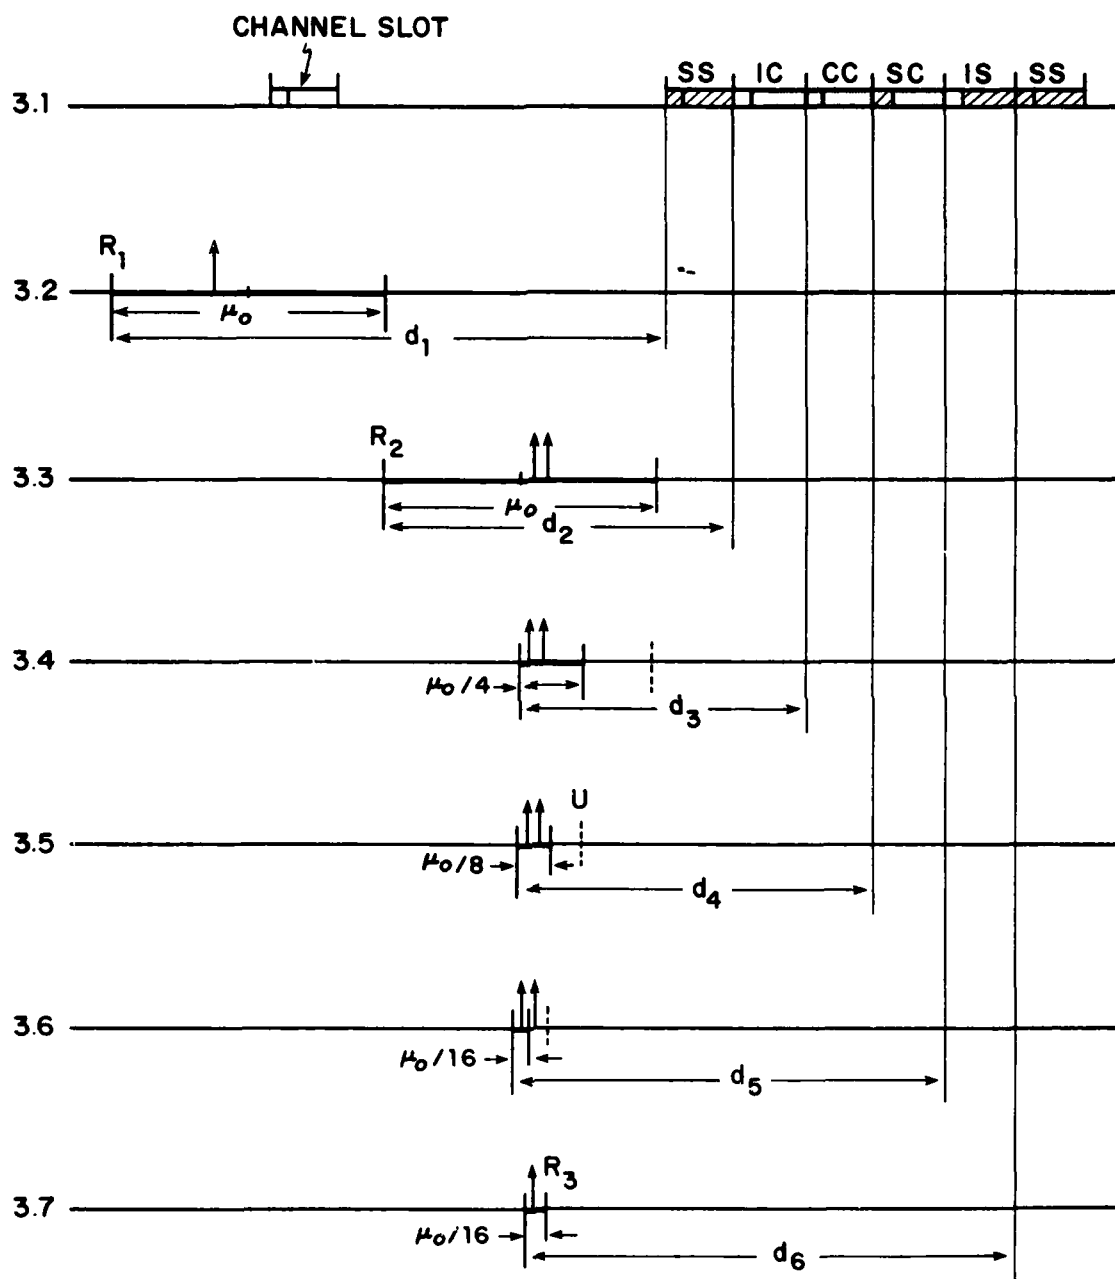 CHANNEL SLOT
SS IC CC SC IS SS
3.1
R1
3.2
μo
d1
R2
3.3
μo
d2
3.4
μo/4
d3
U
3.5
μo/8
d4
3.6
μo/16
d5
R3
3.7
μo/16
d6